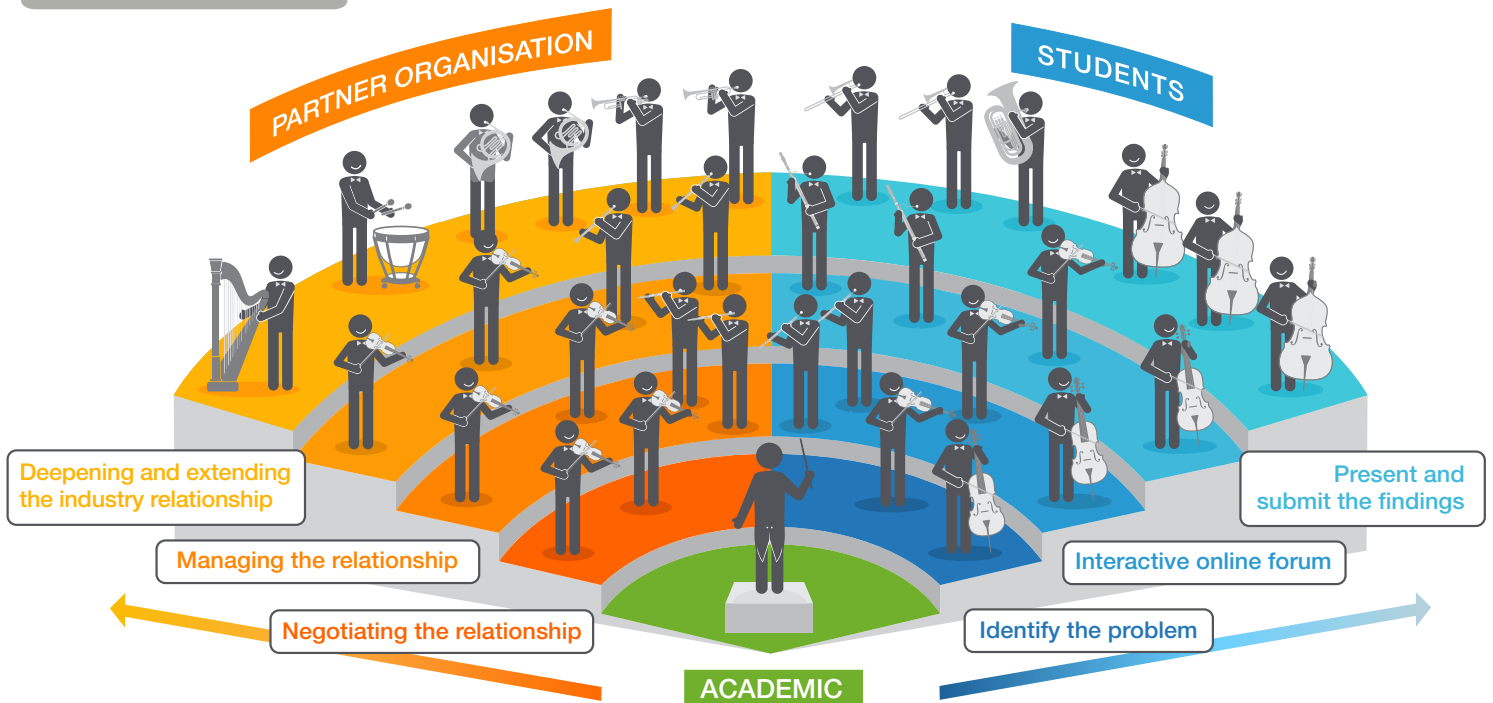 PARTNER ORGANISATION
STUDENTS
Deepening and extending
the industry relationship
Managing the relationship
Negotiating the relationship
Present and
submit the findings
Interactive online forum
Identify the problem
ACADEMIC